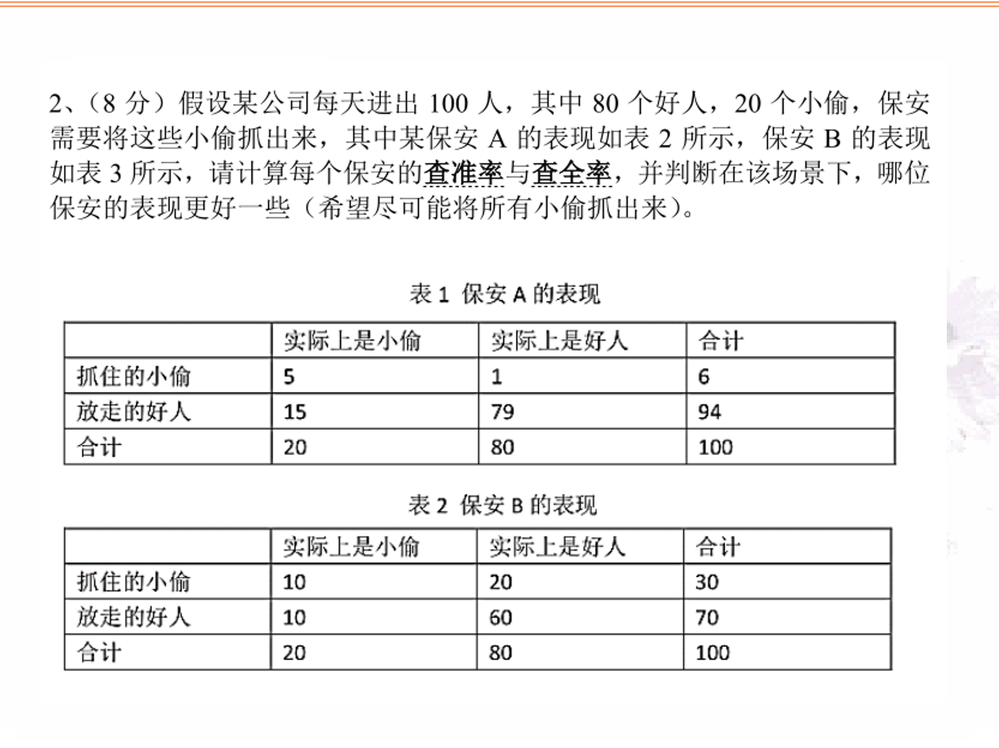 2、（8 分）假设某公司每天进出 100 人，其中 80 个好人，20 个小偷，保安
需要将这些小偷抓出来，其中某保安 A 的表现如表 2 所示，保安 B 的表现
如表 3 所示，请计算每个保安的查准率与查全率，并判断在该场景下，哪位
保安的表现更好一些（希望尽可能将所有小偷抓出来）。
表 1 保安 A 的表现
实际上是小偷 实际上是好人 合计
抓住的小偷 5 1 6
放走的好人 15 79 94
合计 20 80 100
表 2 保安 B 的表现
实际上是小偷 实际上是好人 合计
抓住的小偷 10 20 30
放走的好人 10 60 70
合计 20 80 100